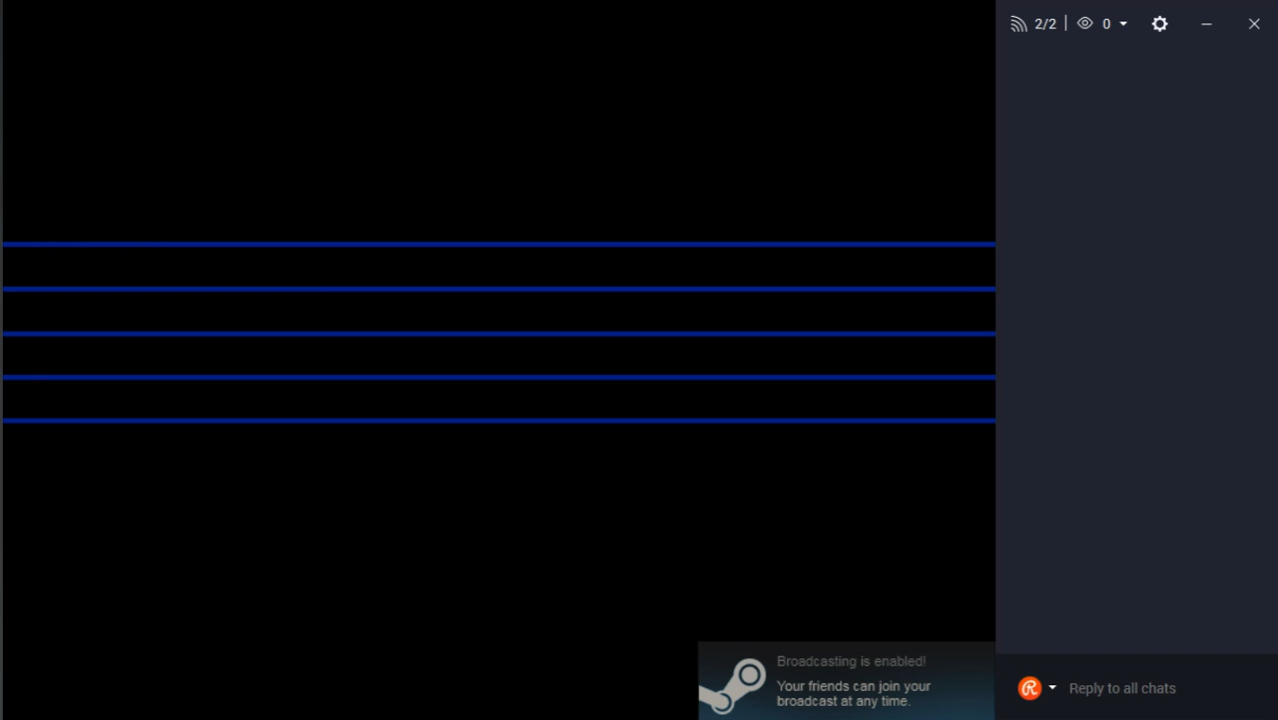 2/2 | 0
Broadcasting is enabled!
Your friends can join your
broadcast at any time.
Reply to all chats